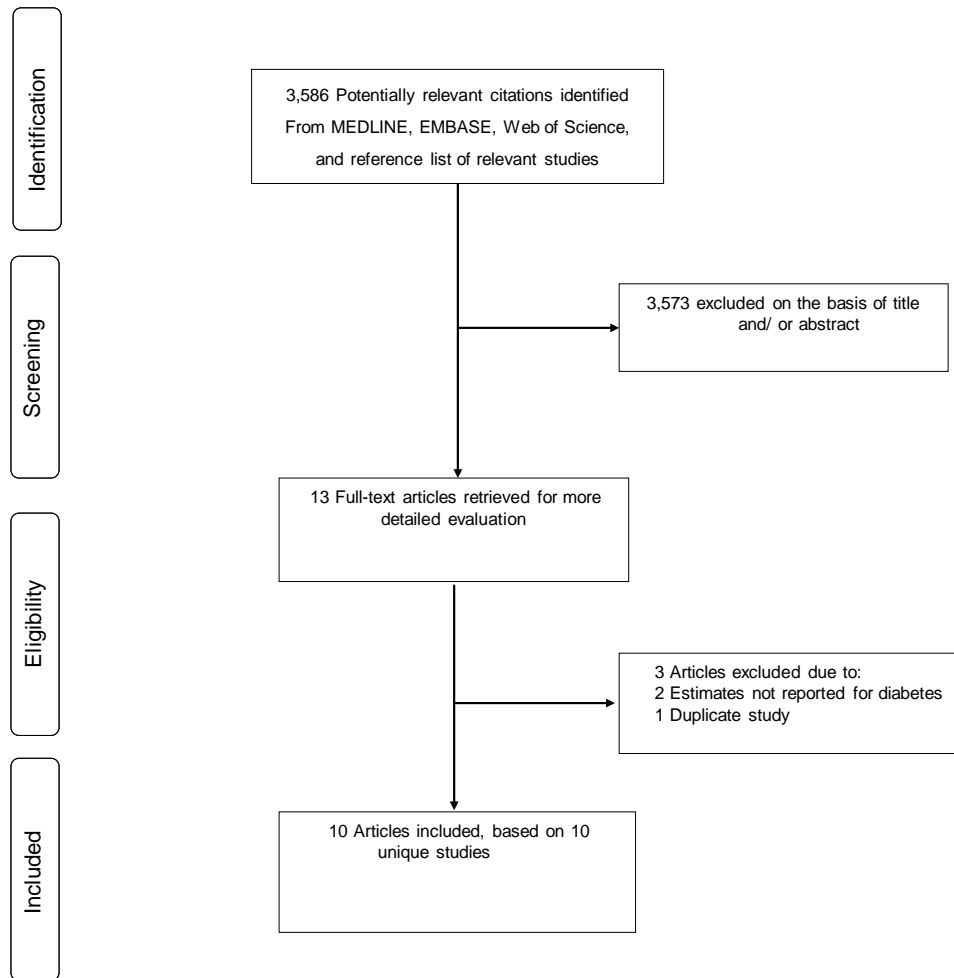 Identification
3,586 Potentially relevant citations identified
From MEDLINE, EMBASE, Web of Science,
and reference list of relevant studies
Screening
3,573 excluded on the basis of title
and/ or abstract
13 Full-text articles retrieved for more
detailed evaluation
Eligibility
3 Articles excluded due to:
2 Estimates not reported for diabetes
1 Duplicate study
Included
10 Articles included, based on 10
unique studies